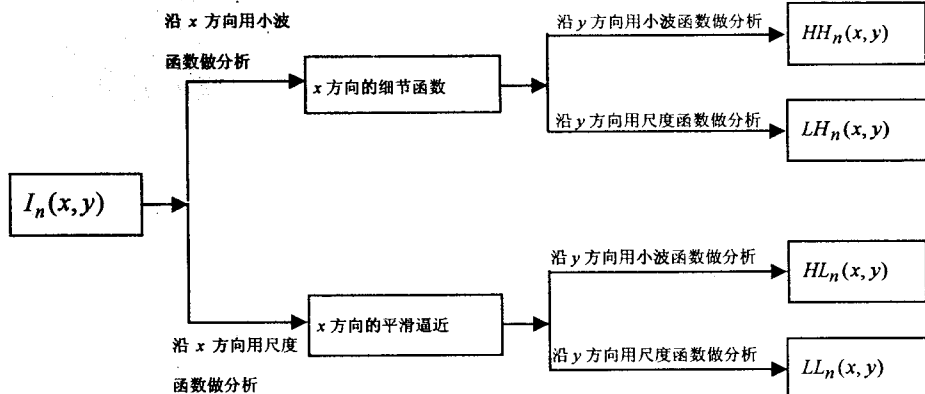 沿 x 方向用小波
函数做分析
x 方向的细节函数
沿 y 方向用小波函数做分析
HHₙ(x,y)
沿 y 方向用尺度函数做分析
LHₙ(x,y)
Iₙ(x,y)
沿 x 方向用尺度
函数做分析
x 方向的平滑逼近
沿 y 方向用小波函数做分析
HLₙ(x,y)
沿 y 方向用尺度函数做分析
LLₙ(x,y)